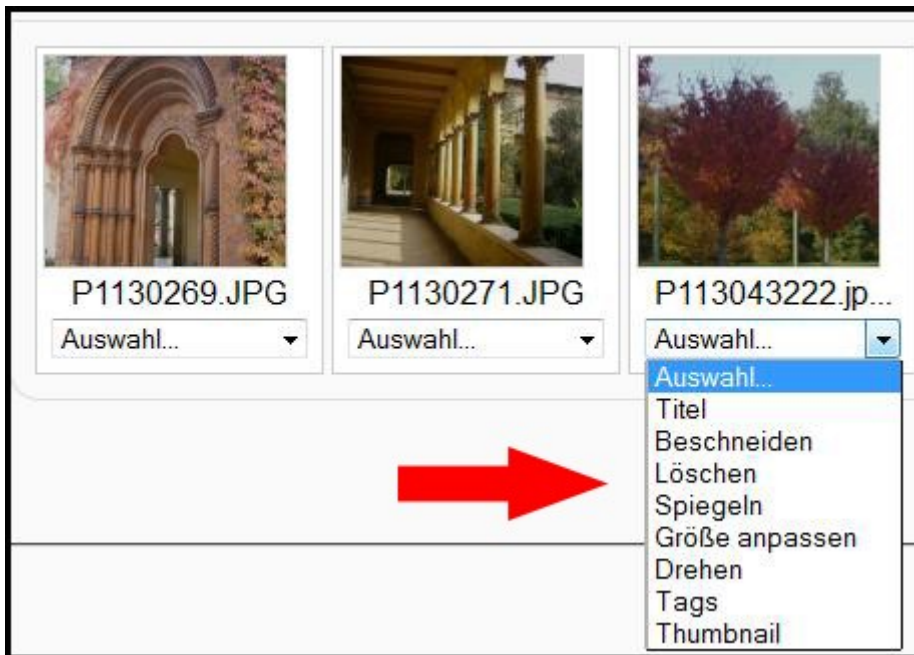 P1130269.JPG
P1130271.JPG
P113043222.jp...
Auswahl...
Auswahl...
Auswahl...
Auswahl...
Titel
Beschneiden
Löschen
Spiegeln
Größe anpassen
Drehen
Tags
Thumbnail